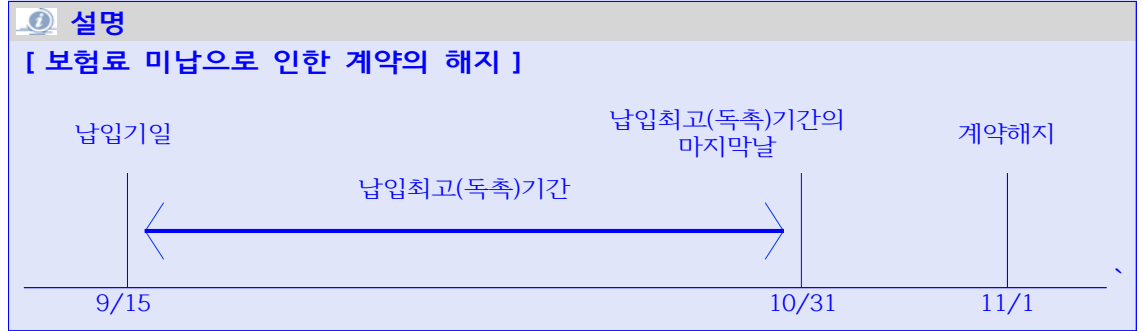 설명
[ 보험료 미납으로 인한 계약의 해지 ]
납입기일
납입최고(독촉)기간의
마지막날
계약해지
납입최고(독촉)기간
9/15
10/31
11/1